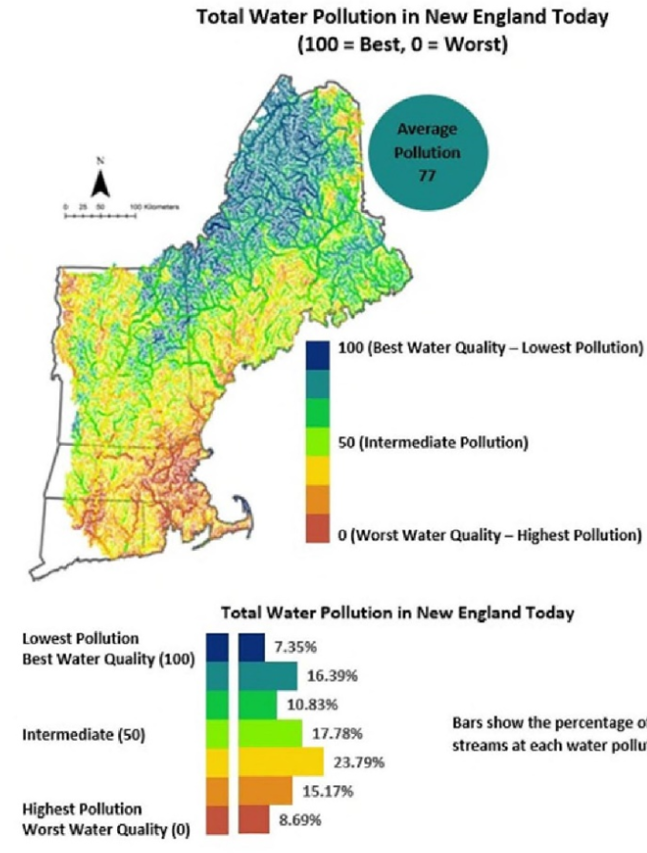 Total Water Pollution in New England Today
(100 = Best, 0 = Worst)
Average
Pollution
77
N
0 25 50 100 Kilometers
100 (Best Water Quality – Lowest Pollution)
50 (Intermediate Pollution)
0 (Worst Water Quality – Highest Pollution)
Total Water Pollution in New England Today
Lowest Pollution
Best Water Quality (100)
7.35%
16.39%
10.83%
Intermediate (50)
17.78%
23.79%
15.17%
Highest Pollution
Worst Water Quality (0)
8.69%
Bars show the percentage of
streams at each water pollu